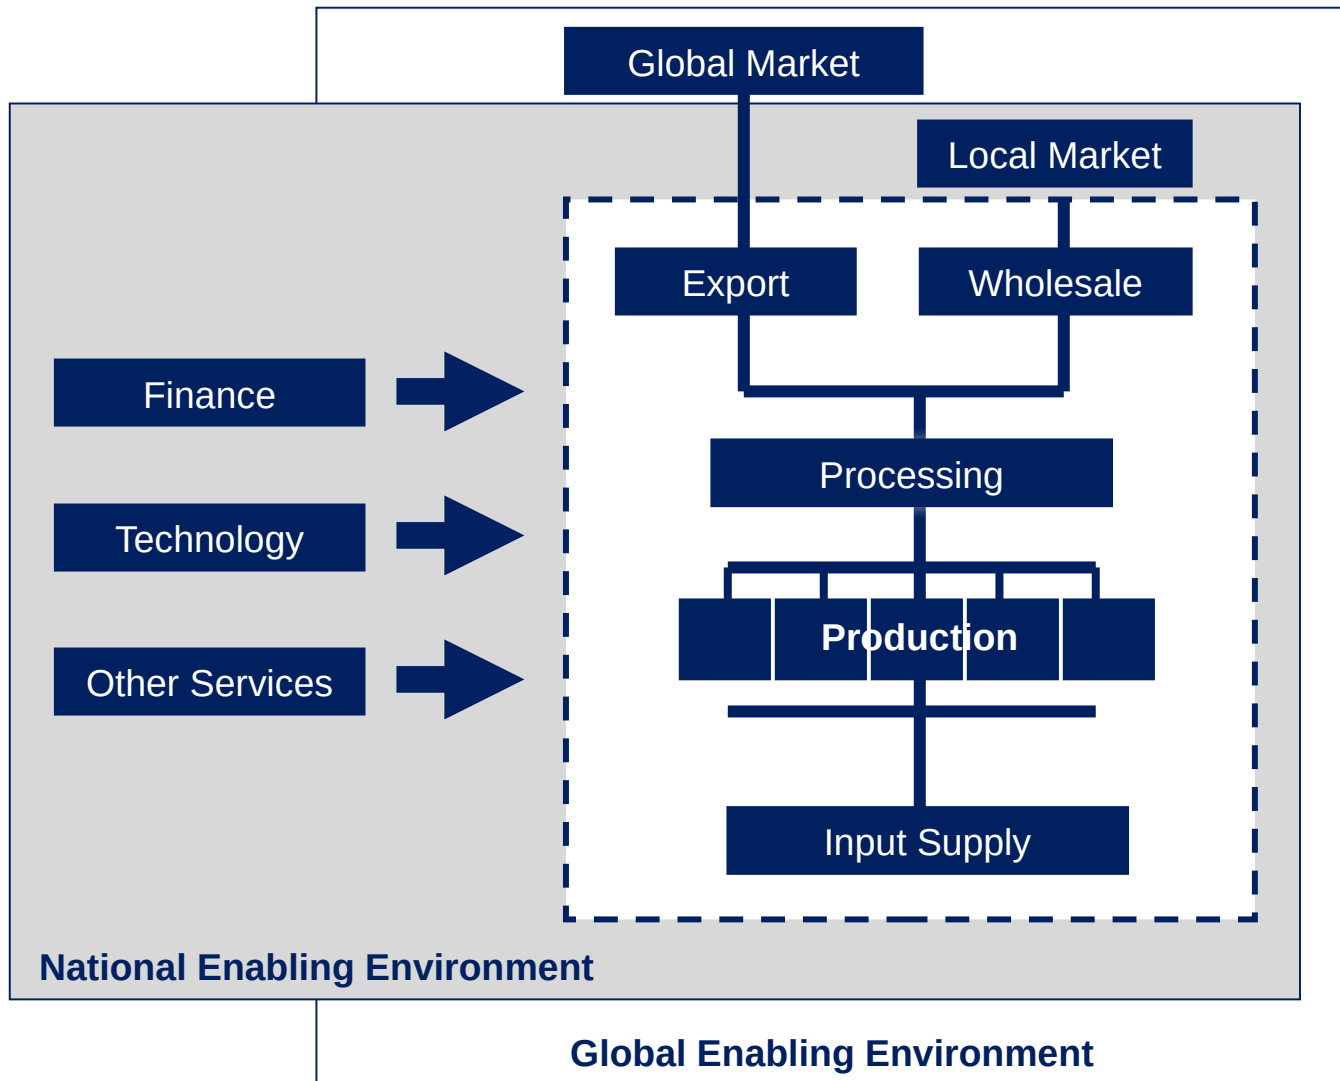 Global Market
Local Market
Export
Wholesale
Finance
Processing
Technology
Production
Other Services
Input Supply
National Enabling Environment
Global Enabling Environment